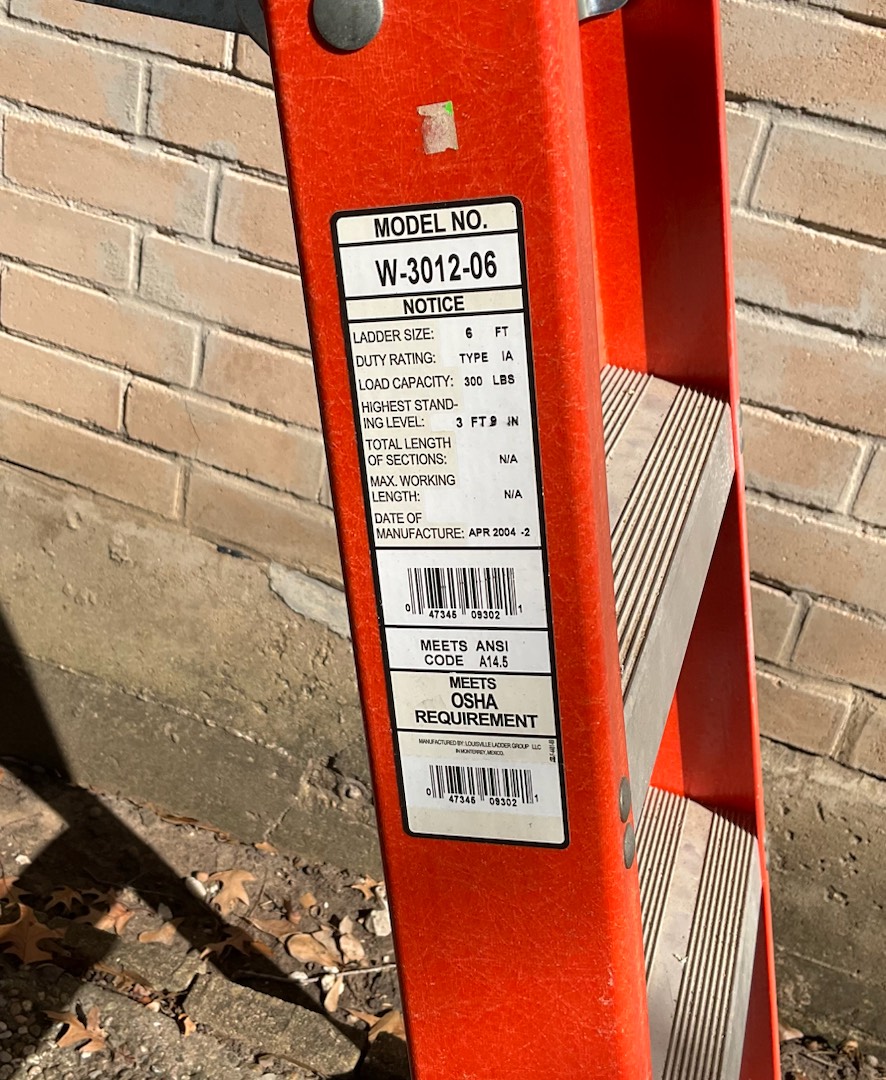 MODEL NO.
W-3012-06
NOTICE
LADDER SIZE: 6 FT
DUTY RATING: TYPE IA
LOAD CAPACITY: 300 LBS
HIGHEST STAND-
ING LEVEL: 3 FT 9 IN
TOTAL LENGTH
OF SECTIONS: N/A
MAX. WORKING
LENGTH: N/A
DATE OF
MANUFACTURE: APR 2004 -2
0 47345 09302 1
MEETS ANSI
CODE A14.5
MEETS
OSHA
REQUIREMENT
MANUFACTURED BY: LOUISVILLE LADDER GROUP LLC
IN MONTERREY, MEXICO.
0 47345 09302 1